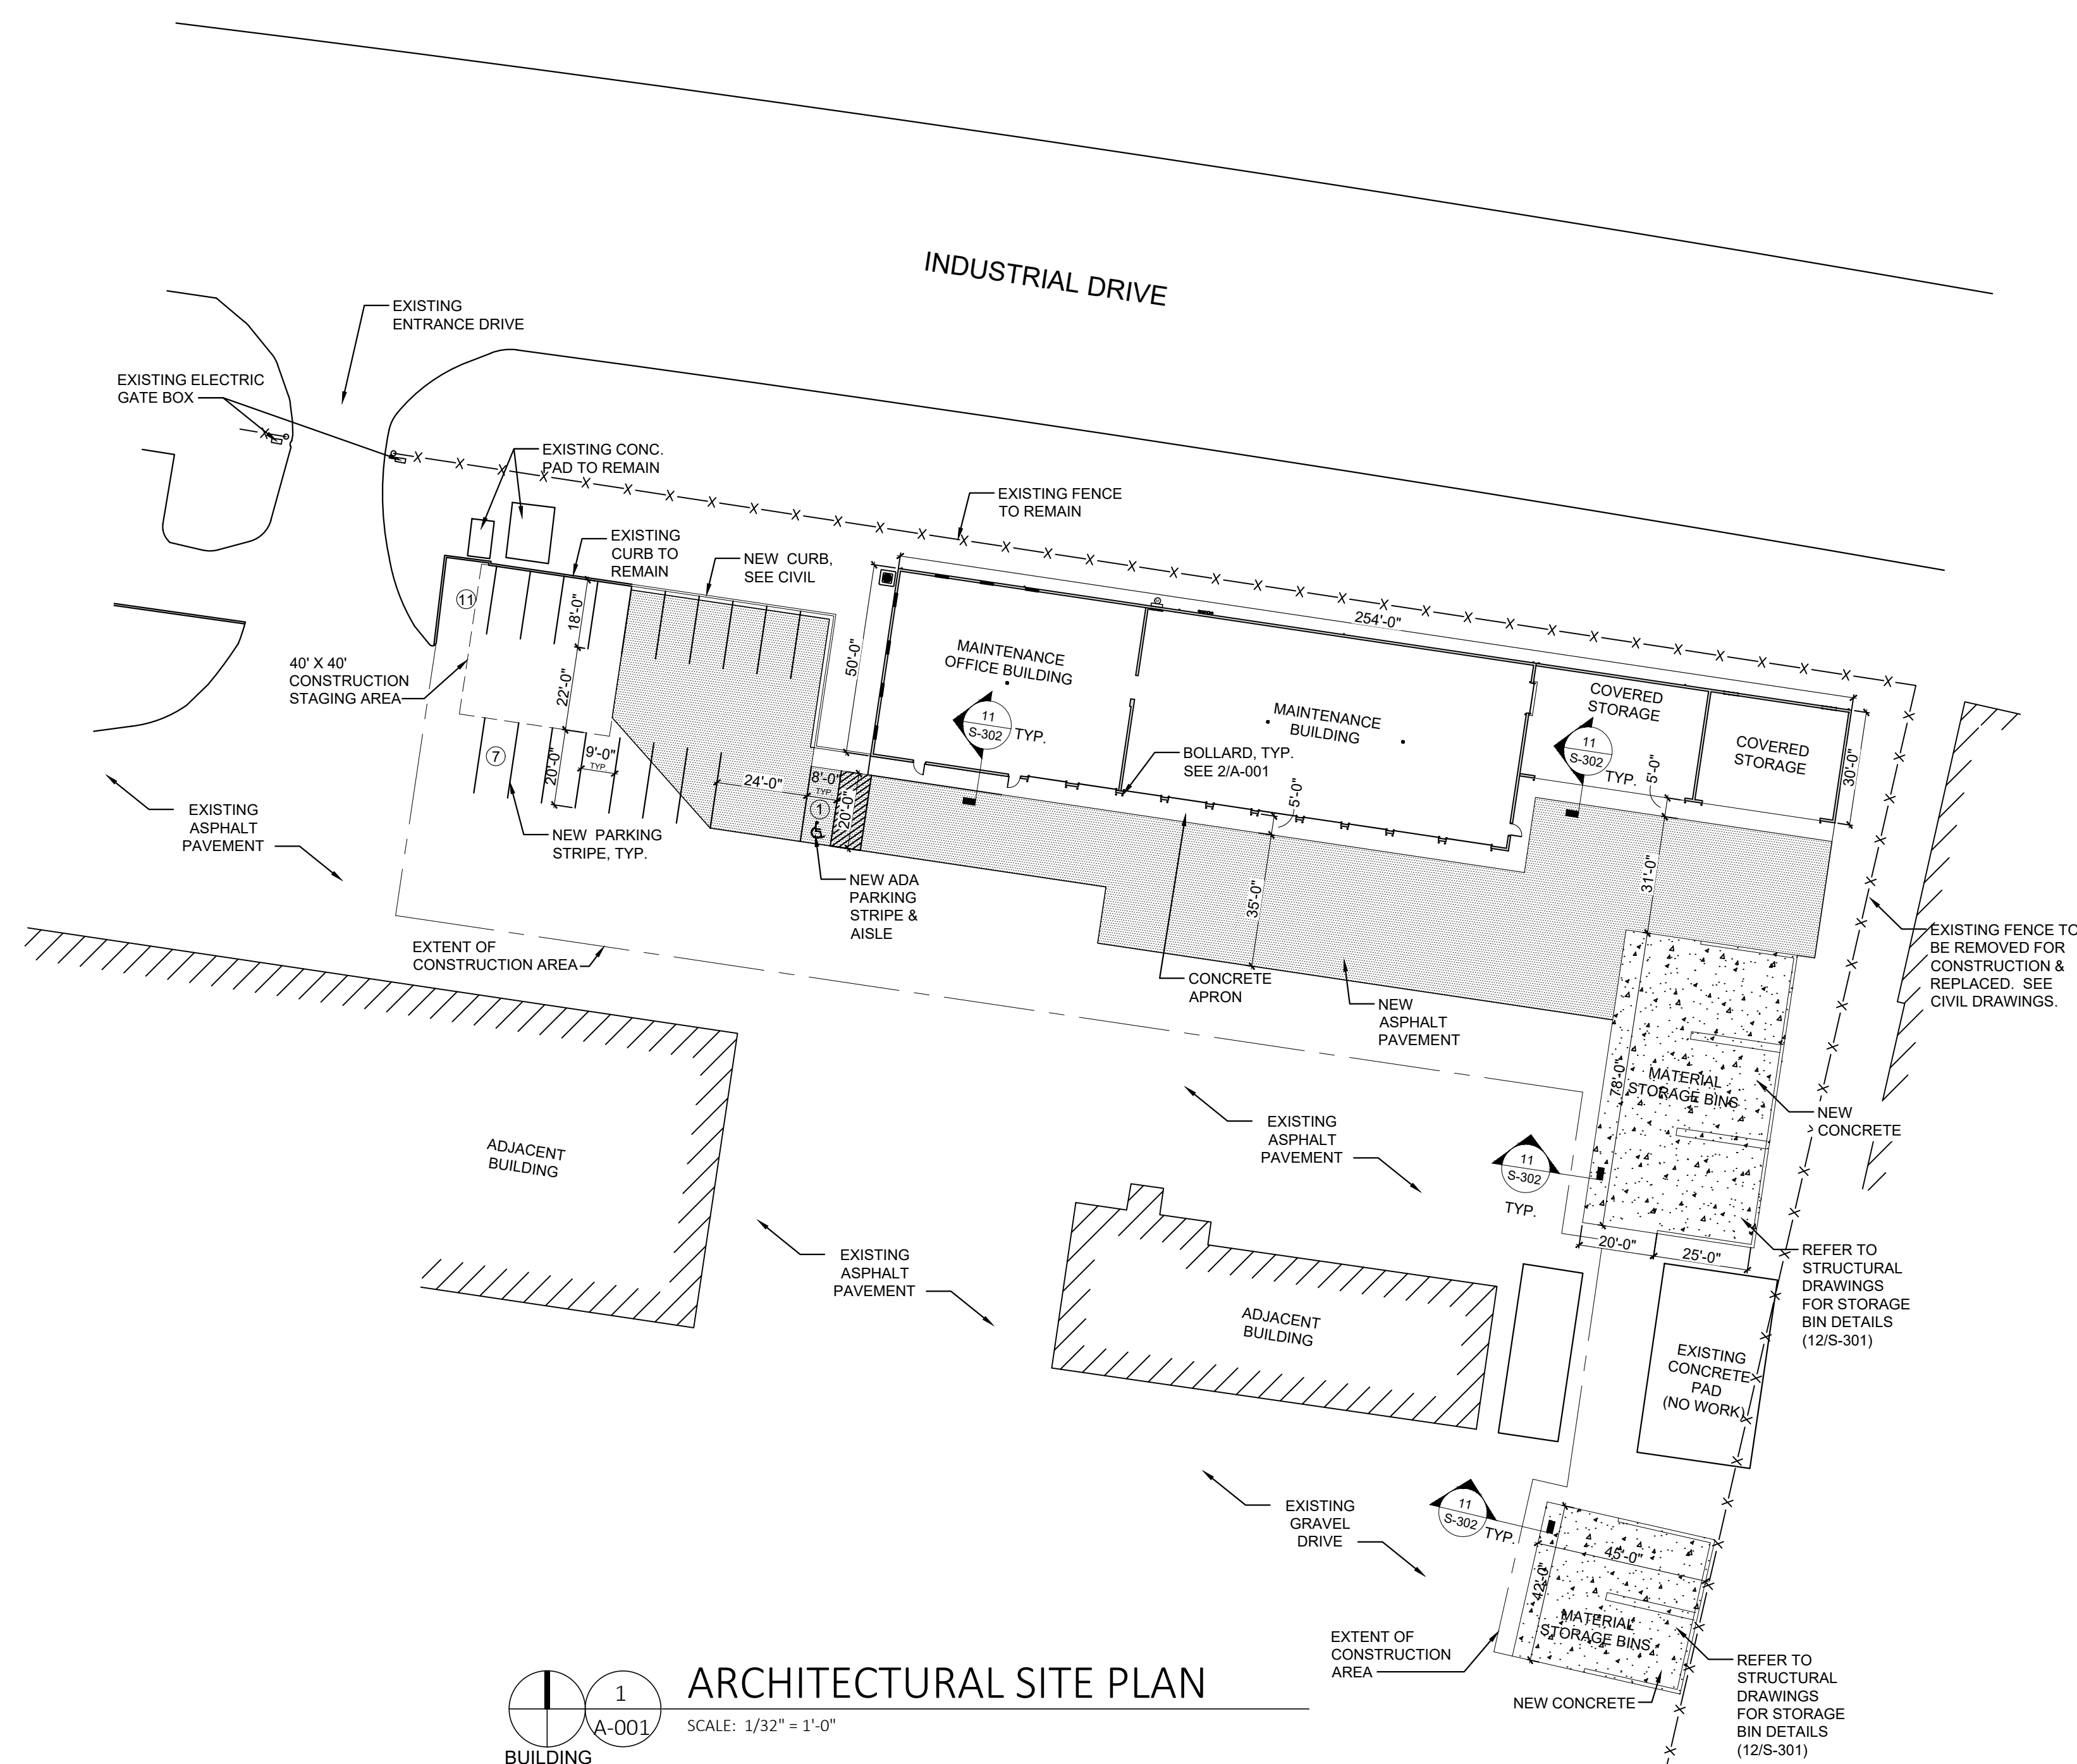 INDUSTRIAL DRIVE
EXISTING
ENTRANCE DRIVE
EXISTING ELECTRIC
GATE BOX
EXISTING CONC.
PAD TO REMAIN
EXISTING FENCE
TO REMAIN
EXISTING
CURB TO
REMAIN
NEW CURB,
SEE CIVIL
11
18'-0"
22'-0"
40' X 40'
CONSTRUCTION
STAGING AREA
50'-0"
254'-0"
MAINTENANCE
OFFICE BUILDING
11
S-302
TYP.
MAINTENANCE
BUILDING
BOLLARD, TYP.
SEE 2/A-001
COVERED
STORAGE
11
S-302
TYP.
5'-0"
COVERED
STORAGE
30'-0"
7
20'-0"
9'-0"
TYP.
24'-0"
8'-0"
TYP.
1
20'-0"
5'-0"
EXISTING
ASPHALT
PAVEMENT
NEW PARKING
STRIPE, TYP.
NEW ADA
PARKING
STRIPE &
AISLE
35'-0"
31'-0"
EXTENT OF
CONSTRUCTION AREA
CONCRETE
APRON
NEW
ASPHALT
PAVEMENT
EXISTING FENCE TO
BE REMOVED FOR
CONSTRUCTION &
REPLACED. SEE
CIVIL DRAWINGS.
78'-0"
MATERIAL
STORAGE BINS
NEW
CONCRETE
ADJACENT
BUILDING
EXISTING
ASPHALT
PAVEMENT
11
S-302
TYP.
20'-0"
25'-0"
REFER TO
STRUCTURAL
DRAWINGS
FOR STORAGE
BIN DETAILS
(12/S-301)
EXISTING
ASPHALT
PAVEMENT
ADJACENT
BUILDING
EXISTING
CONCRETE
PAD
(NO WORK)
EXISTING
GRAVEL
DRIVE
11
S-302
TYP.
45'-0"
42'-0"
MATERIAL
STORAGE BINS
EXTENT OF
CONSTRUCTION
AREA
NEW CONCRETE
REFER TO
STRUCTURAL
DRAWINGS
FOR STORAGE
BIN DETAILS
(12/S-301)
1
A-001
ARCHITECTURAL SITE PLAN
SCALE: 1/32" = 1'-0"
BUILDING
X X X X X X X X X X X X X X X X X X X X X X X X X X X X X X X X X X X X